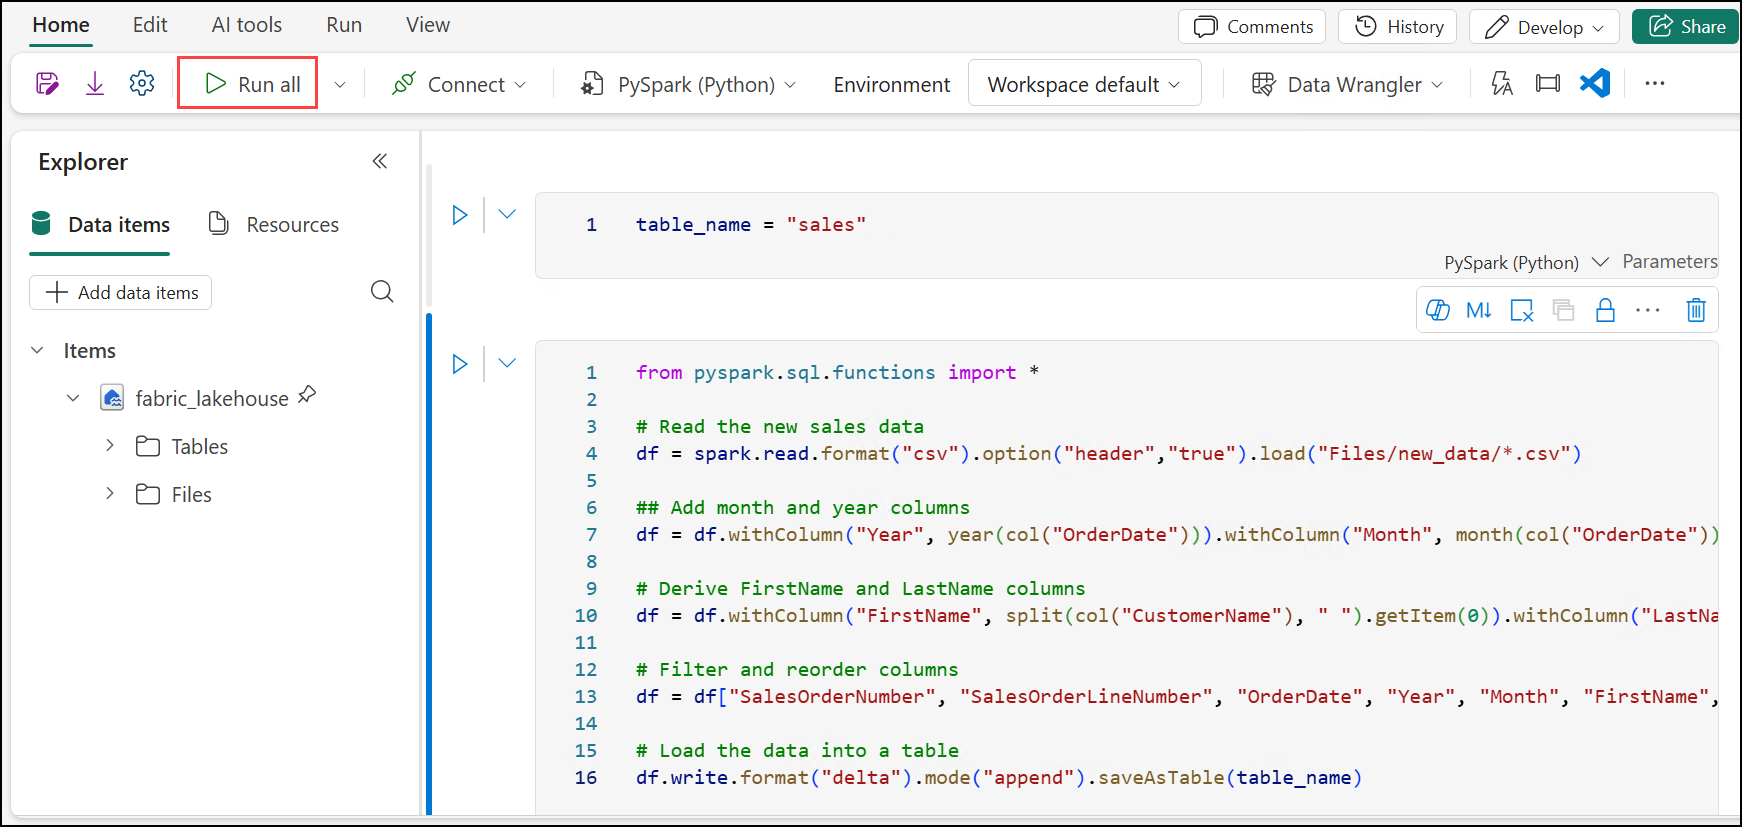 Home Edit AI tools Run View Comments History Develop Share
Run all Connect PySpark (Python) Environment Workspace default Data Wrangler ...
Explorer
Data items Resources
Add data items
Items
fabric_lakehouse
Tables
Files
1 table_name = "sales"
PySpark (Python) Parameters
M↓ ...
1 from pyspark.sql.functions import *
2
3 # Read the new sales data
4 df = spark.read.format("csv").option("header","true").load("Files/new_data/*.csv")
5
6 ## Add month and year columns
7 df = df.withColumn("Year", year(col("OrderDate"))).withColumn("Month", month(col("OrderDate"))
8
9 # Derive FirstName and LastName columns
10 df = df.withColumn("FirstName", split(col("CustomerName"), " ").getItem(0)).withColumn("LastNa
11
12 # Filter and reorder columns
13 df = df["SalesOrderNumber", "SalesOrderLineNumber", "OrderDate", "Year", "Month", "FirstName",
14
15 # Load the data into a table
16 df.write.format("delta").mode("append").saveAsTable(table_name)